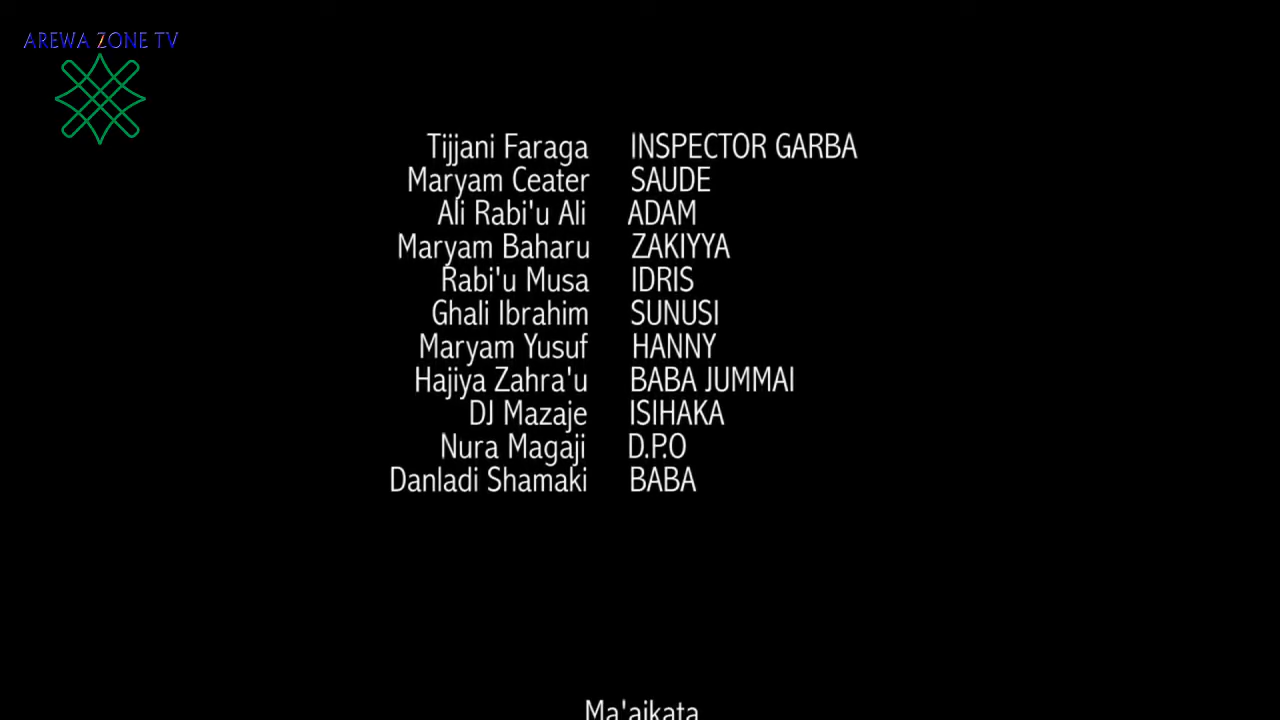 AREWA ZONE TV
Tijjani Faraga INSPECTOR GARBA
Maryam Ceater SAUDE
Ali Rabi'u Ali ADAM
Maryam Baharu ZAKIYYA
Rabi'u Musa IDRIS
Ghali Ibrahim SUNUSI
Maryam Yusuf HANNY
Hajiya Zahra'u BABA JUMMAI
DJ Mazaje ISIHAKA
Nura Magaji D.P.O
Danladi Shamaki BABA
Ma'aikata